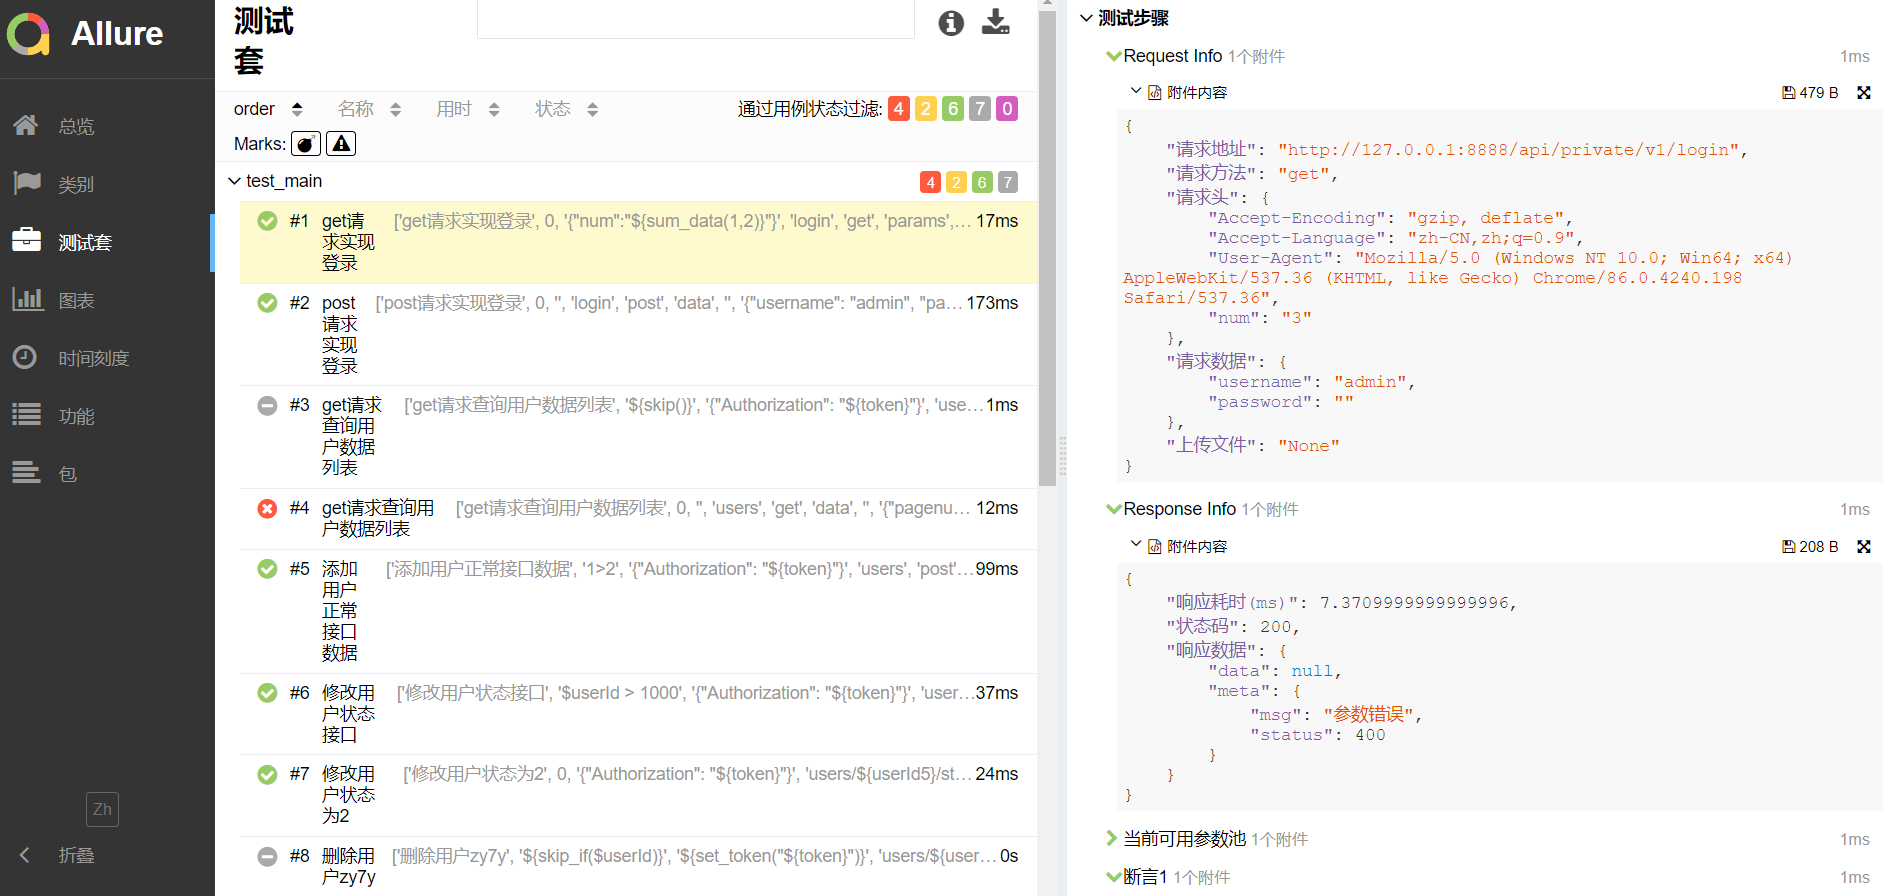 Allure
总览
类别
测试套
图表
时间刻度
功能
包
Zh
折叠
测试
套
order 名称 用时 状态 通过用例状态过滤: 4 2 6 7 0
Marks:
test_main 4 2 6 7
#1 get请 ['get请求实现登录', 0, '{"num":"${sum_data(1,2)}"}', 'login', 'get', 'params',… 17ms
求实现
登录
#2 post ['post请求实现登录', 0, '', 'login', 'post', 'data', '', '{"username": "admin", "pa… 173ms
请求
实现
登录
#3 get请求 ['get请求查询用户数据列表', '${skip()}', '{"Authorization": "${token}"}', 'use… 1ms
查询用
户数据
列表
#4 get请求查询用 ['get请求查询用户数据列表', 0, '', 'users', 'get', 'data', '', '{"pagenu… 12ms
户数据列表
#5 添加 ['添加用户正常接口数据', '1>2', '{"Authorization": "${token}"}', 'users', 'post'… 99ms
用户
正常
接口
数据
#6 修改用 ['修改用户状态接口', '$userId > 1000', '{"Authorization": "${token}"}', 'user… 37ms
户状态
接口
#7 修改用 ['修改用户状态为2', 0, '{"Authorization": "${token}"}', 'users/${userId5}/st… 24ms
户状态
为2
#8 删除用 ['删除用户zy7y', '${skip_if($userId)}', '${set_token("${token}")}', 'users/${user… 0s
户zy7y
测试步骤
Request Info 1个附件 1ms
附件内容 479 B
{
"请求地址": "http://127.0.0.1:8888/api/private/v1/login",
"请求方法": "get",
"请求头": {
"Accept-Encoding": "gzip, deflate",
"Accept-Language": "zh-CN,zh;q=0.9",
"User-Agent": "Mozilla/5.0 (Windows NT 10.0; Win64; x64)
AppleWebKit/537.36 (KHTML, like Gecko) Chrome/86.0.4240.198
Safari/537.36",
"num": "3"
},
"请求数据": {
"username": "admin",
"password": ""
},
"上传文件": "None"
}
Response Info 1个附件 1ms
附件内容 208 B
{
"响应耗时(ms)": 7.3709999999999996,
"状态码": 200,
"响应数据": {
"data": null,
"meta": {
"msg": "参数错误",
"status": 400
}
}
}
当前可用参数池 1个附件 1ms
断言1 1个附件 1ms